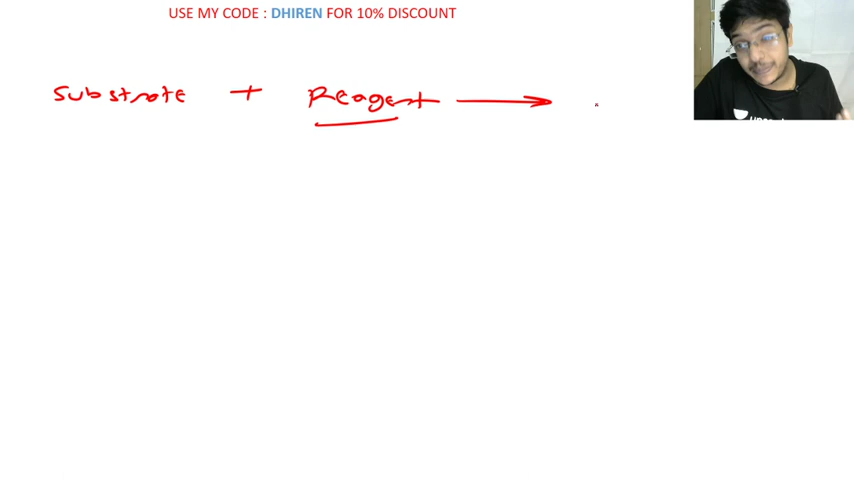 USE MY CODE : DHIREN FOR 10% DISCOUNT
Substrate + Reagent →